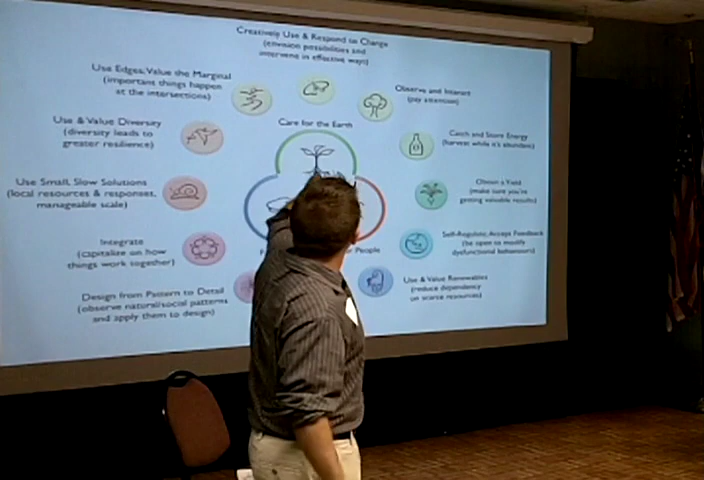 Creatively Use & Respond to Change
(envision possibilities and
intervene in effective ways)
Use Edges, Value the Marginal
(important things happen
at the intersections)
Observe and Interact
(pay attention)
Use & Value Diversity
(diversity leads to
greater resilience)
Care for the Earth
Catch and Store Energy
(harvest while it's abundant)
Use Small, Slow Solutions
(local resources & responses,
manageable scale)
Obtain a Yield
(make sure you're
getting valuable results)
Integrate
(capitalize on how
things work together)
People
Self-Regulate, Accept Feedback
(be open to modify
dysfunctional behaviours)
Design from Pattern to Detail
(observe natural/social patterns
and apply them to design)
Use & Value Renewables
(reduce dependency
on scarce resources)